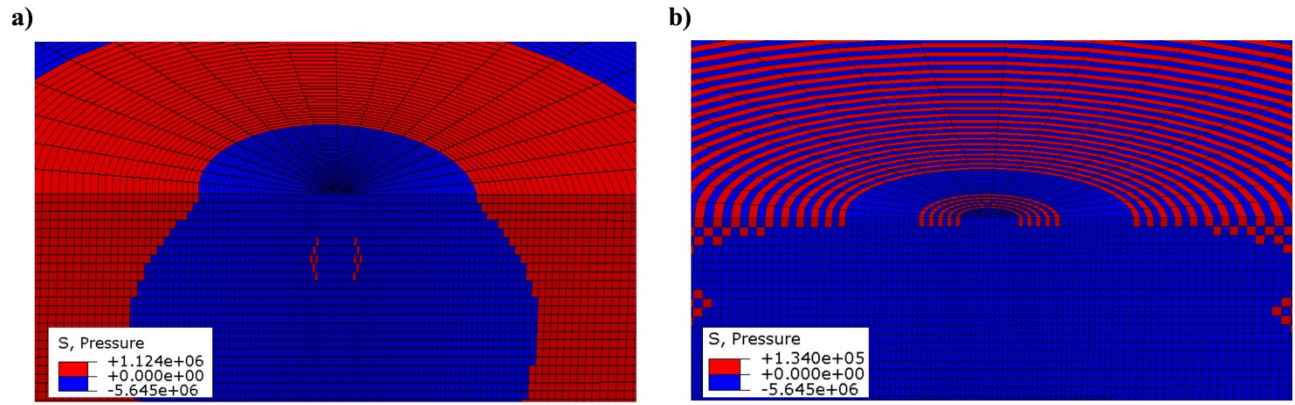 a)
S, Pressure
+1.124e+06
+0.000e+00
-5.645e+06
b)
S, Pressure
+1.340e+05
+0.000e+00
-5.645e+06